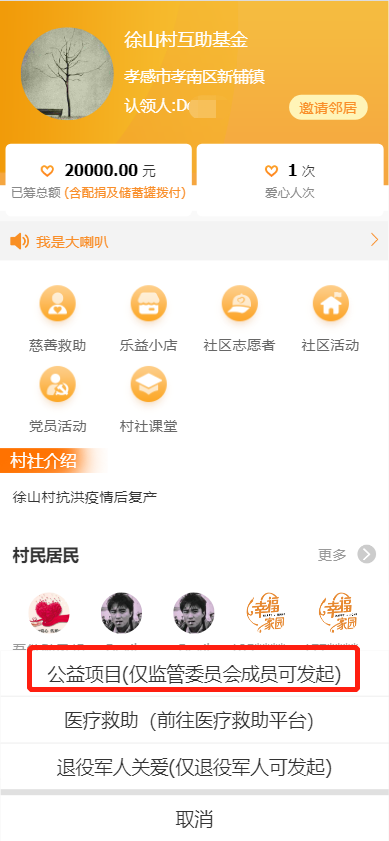 徐山村互助基金
孝感市孝南区新铺镇
认领人:D
邀请邻居
20000.00 元
已筹总额 (含配捐及储蓄罐拨付)
1 次
爱心人次
我是大喇叭
慈善救助
乐益小店
社区志愿者
社区活动
党员活动
村社课堂
村社介绍
徐山村抗洪疫情后复产
村民居民
更多
幸福家园
幸福家园
公益项目(仅监管委员会成员可发起)
医疗救助（前往医疗救助平台）
退役军人关爱(仅退役军人可发起)
取消